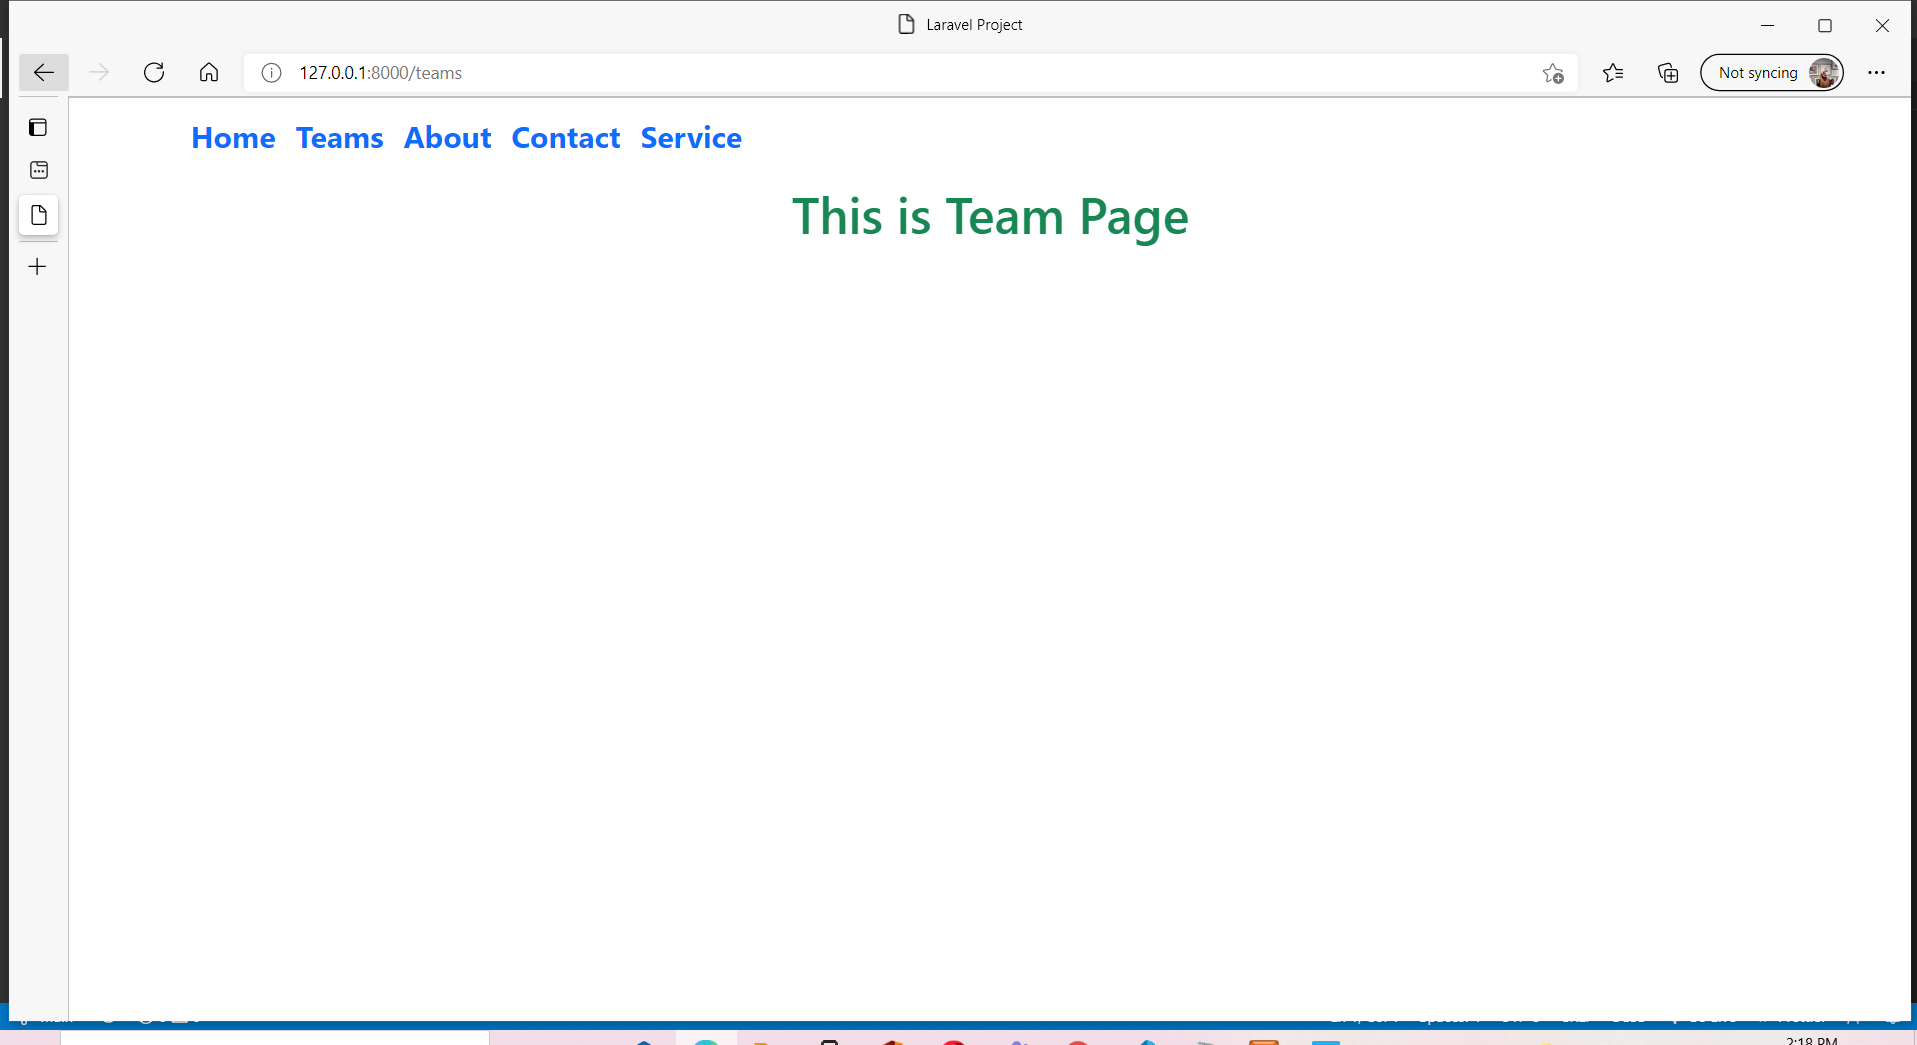 Laravel Project
127.0.0.1:8000/teams
Not syncing
Home Teams About Contact Service
This is Team Page
2:18 PM